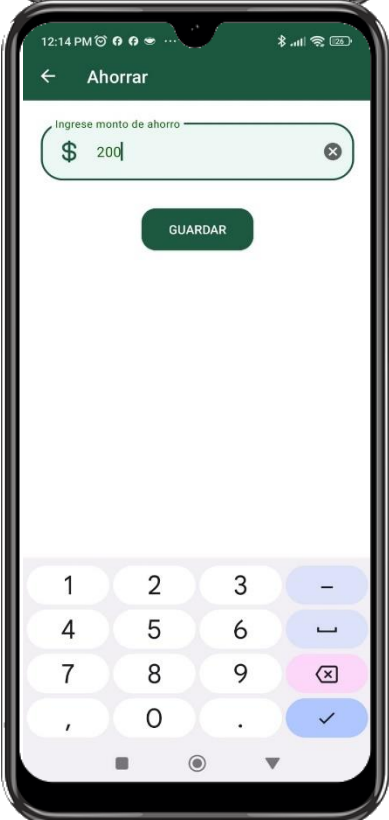 12:14 PM
26
Ahorrar
Ingrese monto de ahorro
$ 200
GUARDAR
1 2 3 –
4 5 6
7 8 9
, 0 .